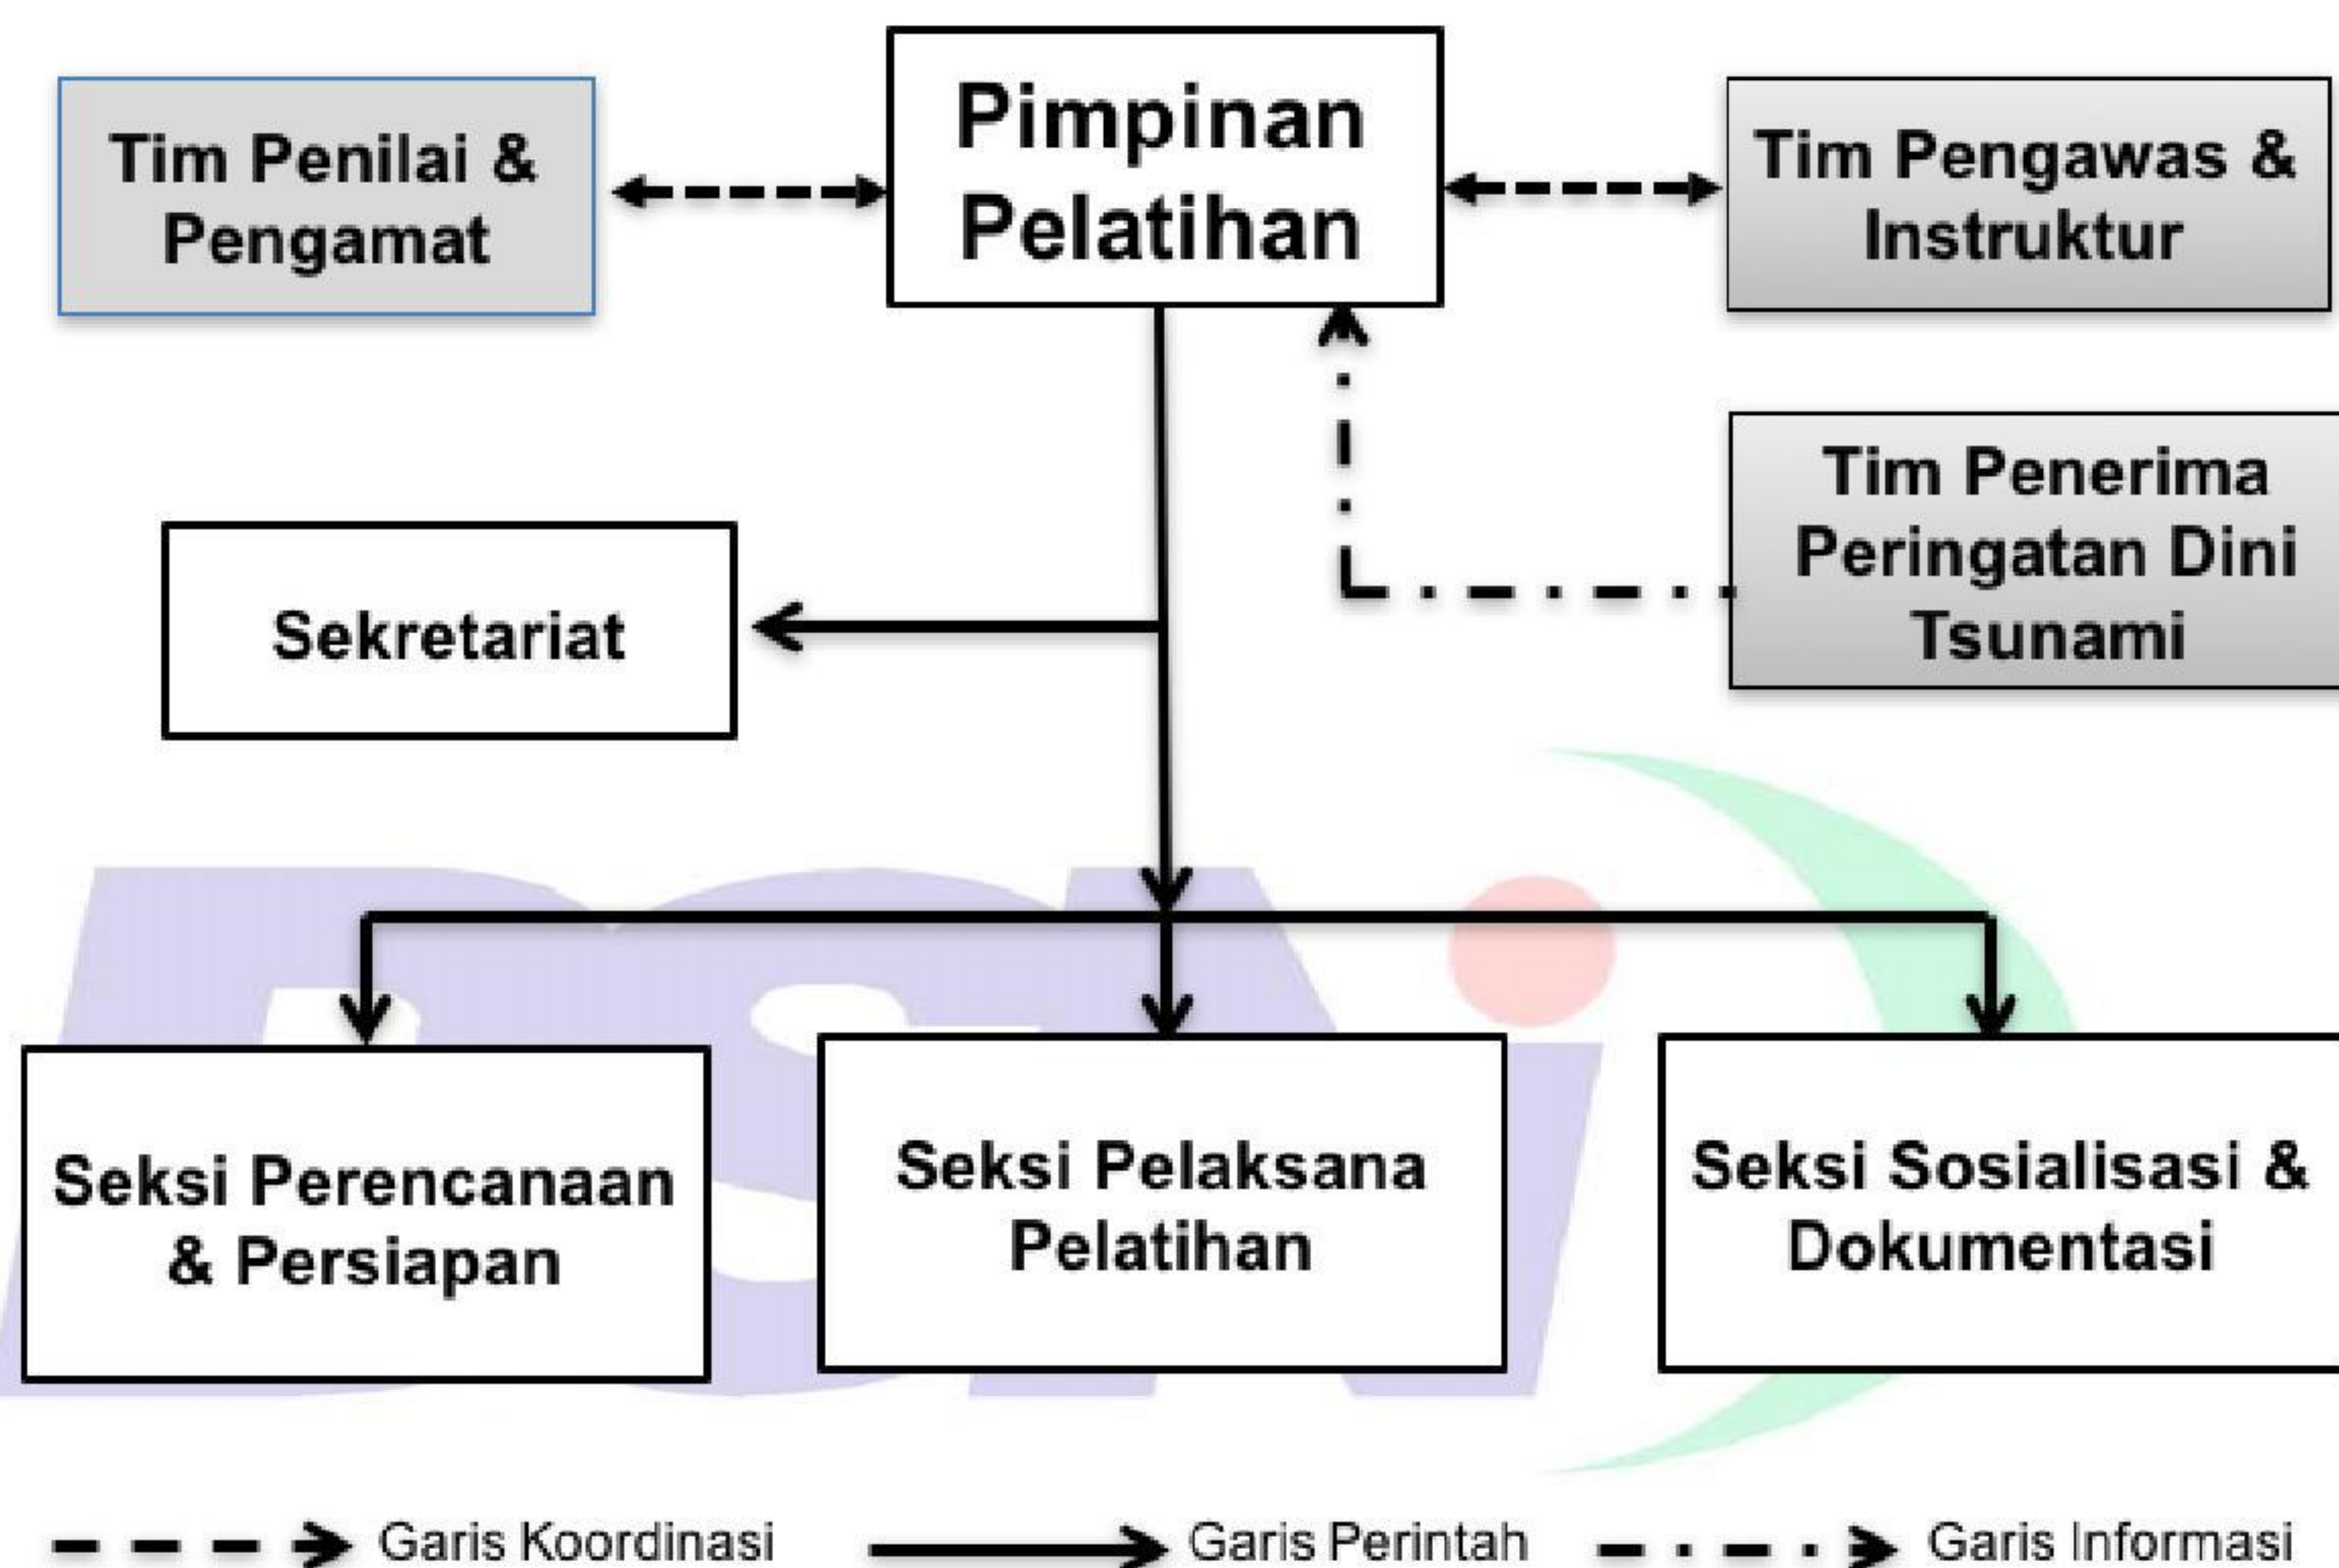 Pimpinan
Pelatihan
Tim Penilai &
Pengamat
Tim Pengawas &
Instruktur
Tim Penerima
Peringatan Dini
Tsunami
Sekretariat
Seksi Perencanaan
& Persiapan
Seksi Pelaksana
Pelatihan
Seksi Sosialisasi &
Dokumentasi
Garis Koordinasi
Garis Perintah
Garis Informasi